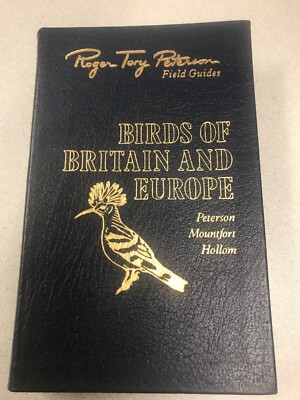 Roger Tory Peterson
Field Guides
BIRDS OF
BRITAIN AND
EUROPE
Peterson
Mountfort
Hollom